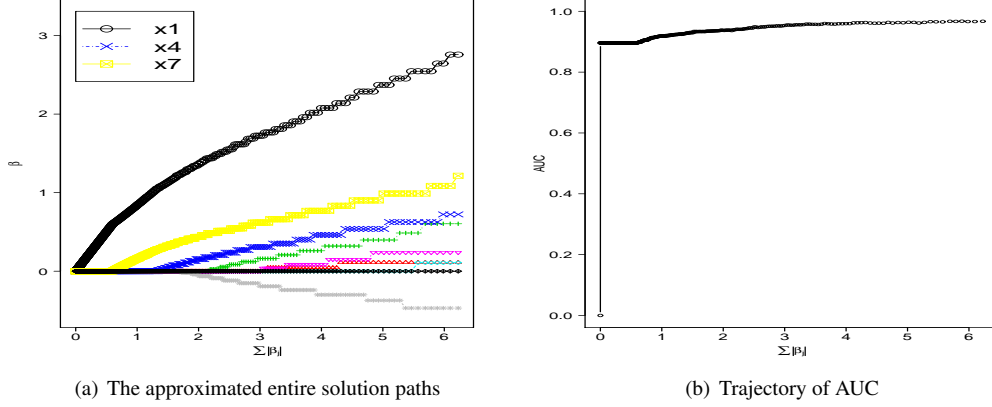 x1
x4
x7
3
2
1
0
β
0 1 2 3 4 5 6
Σ|βj|
(a) The approximated entire solution paths
1.0
0.8
0.6
0.4
0.2
0.0
AUC
0 1 2 3 4 5 6
Σ|βj|
(b) Trajectory of AUC